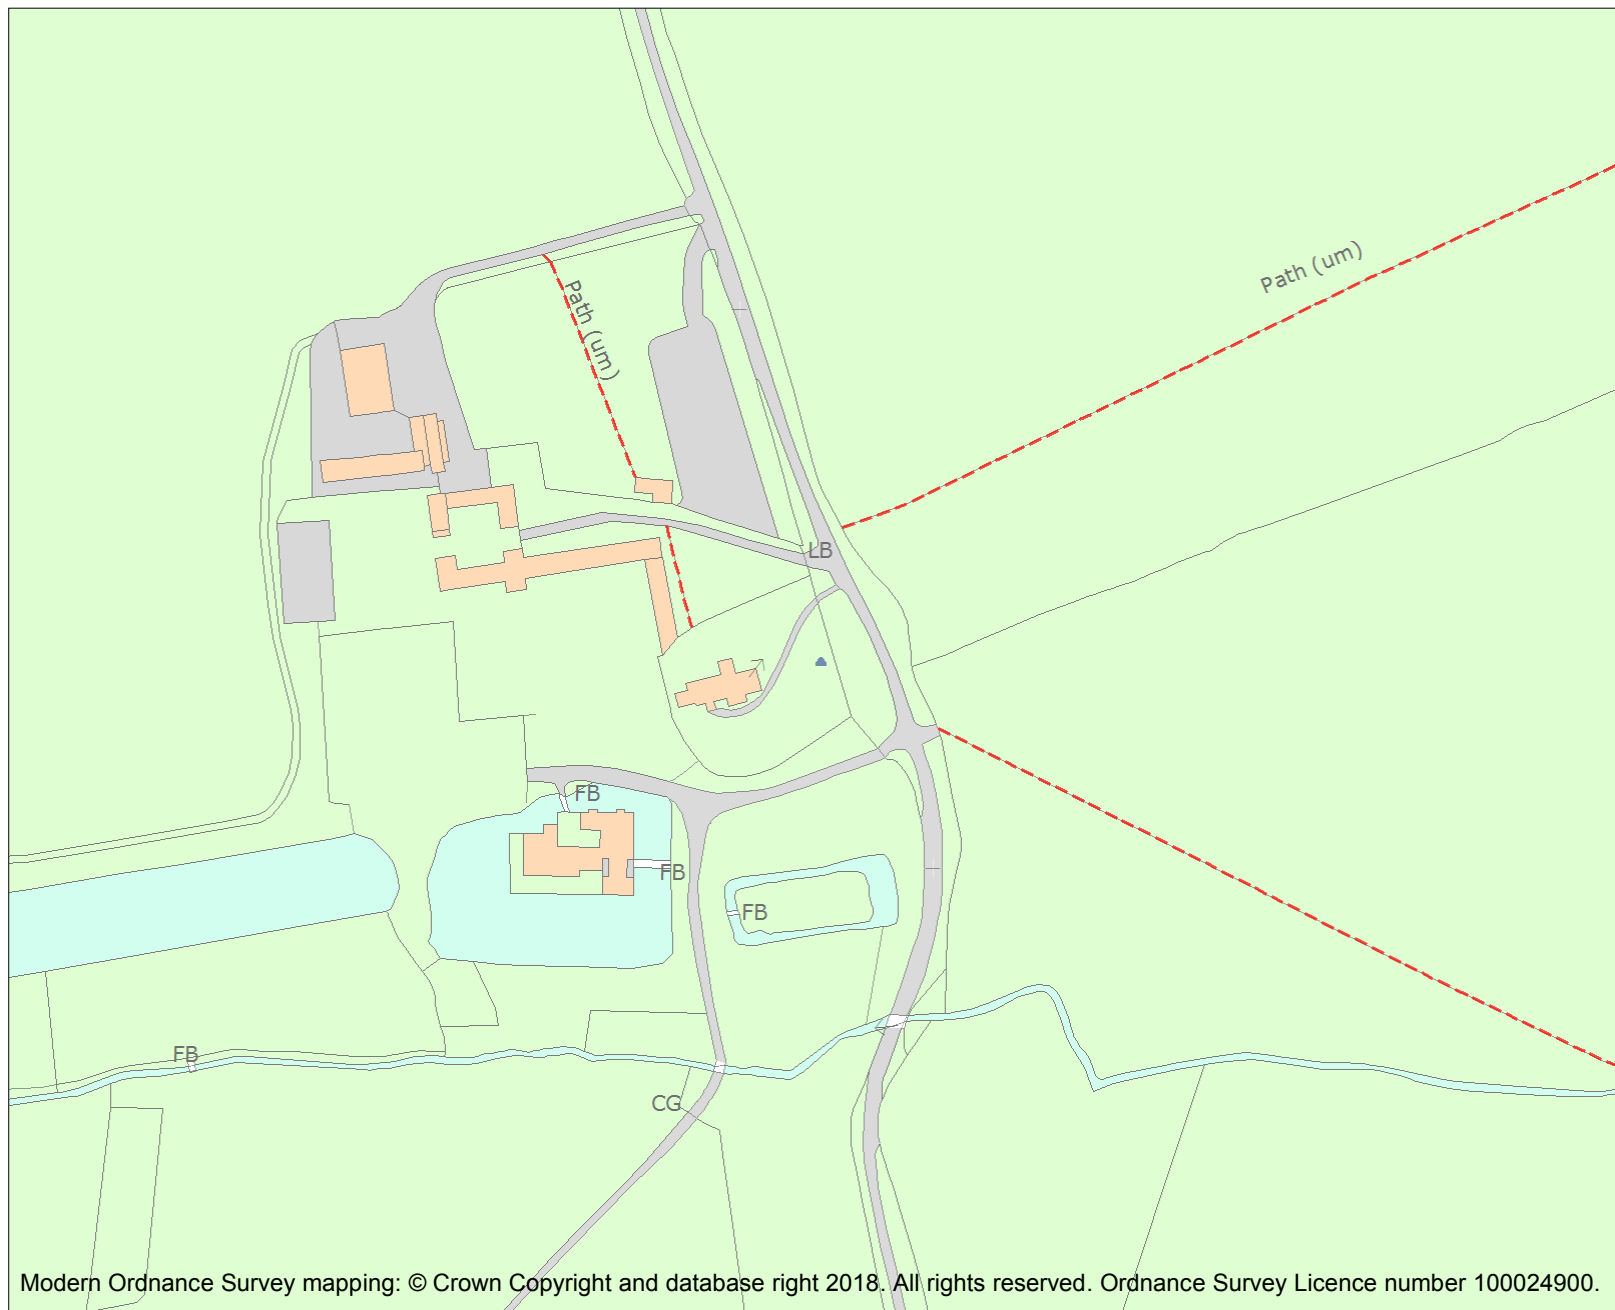 Path (um)
Path (um)
LB
FB
FB
FB
FB
CG
Modern Ordnance Survey mapping: © Crown Copyright and database right 2018. All rights reserved. Ordnance Survey Licence number 100024900.